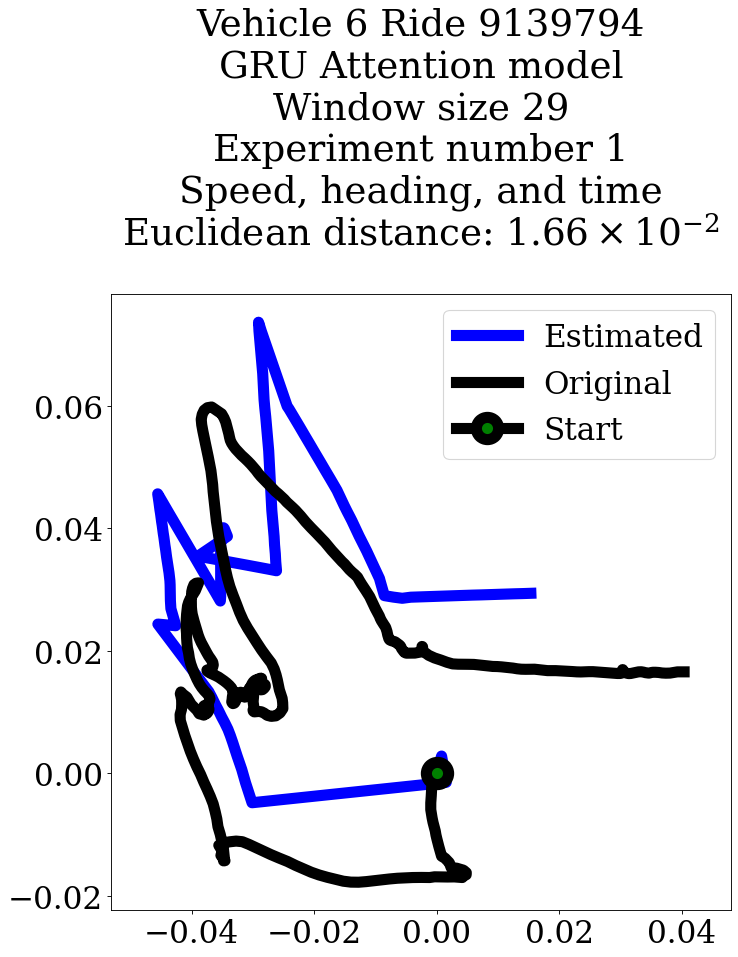 Vehicle 6 Ride 9139794
GRU Attention model
Window size 29
Experiment number 1
Speed, heading, and time
Euclidean distance: 1.66 × 10⁻²
Estimated
Original
Start
0.06
0.04
0.02
0.00
−0.02
−0.04 −0.02 0.00 0.02 0.04